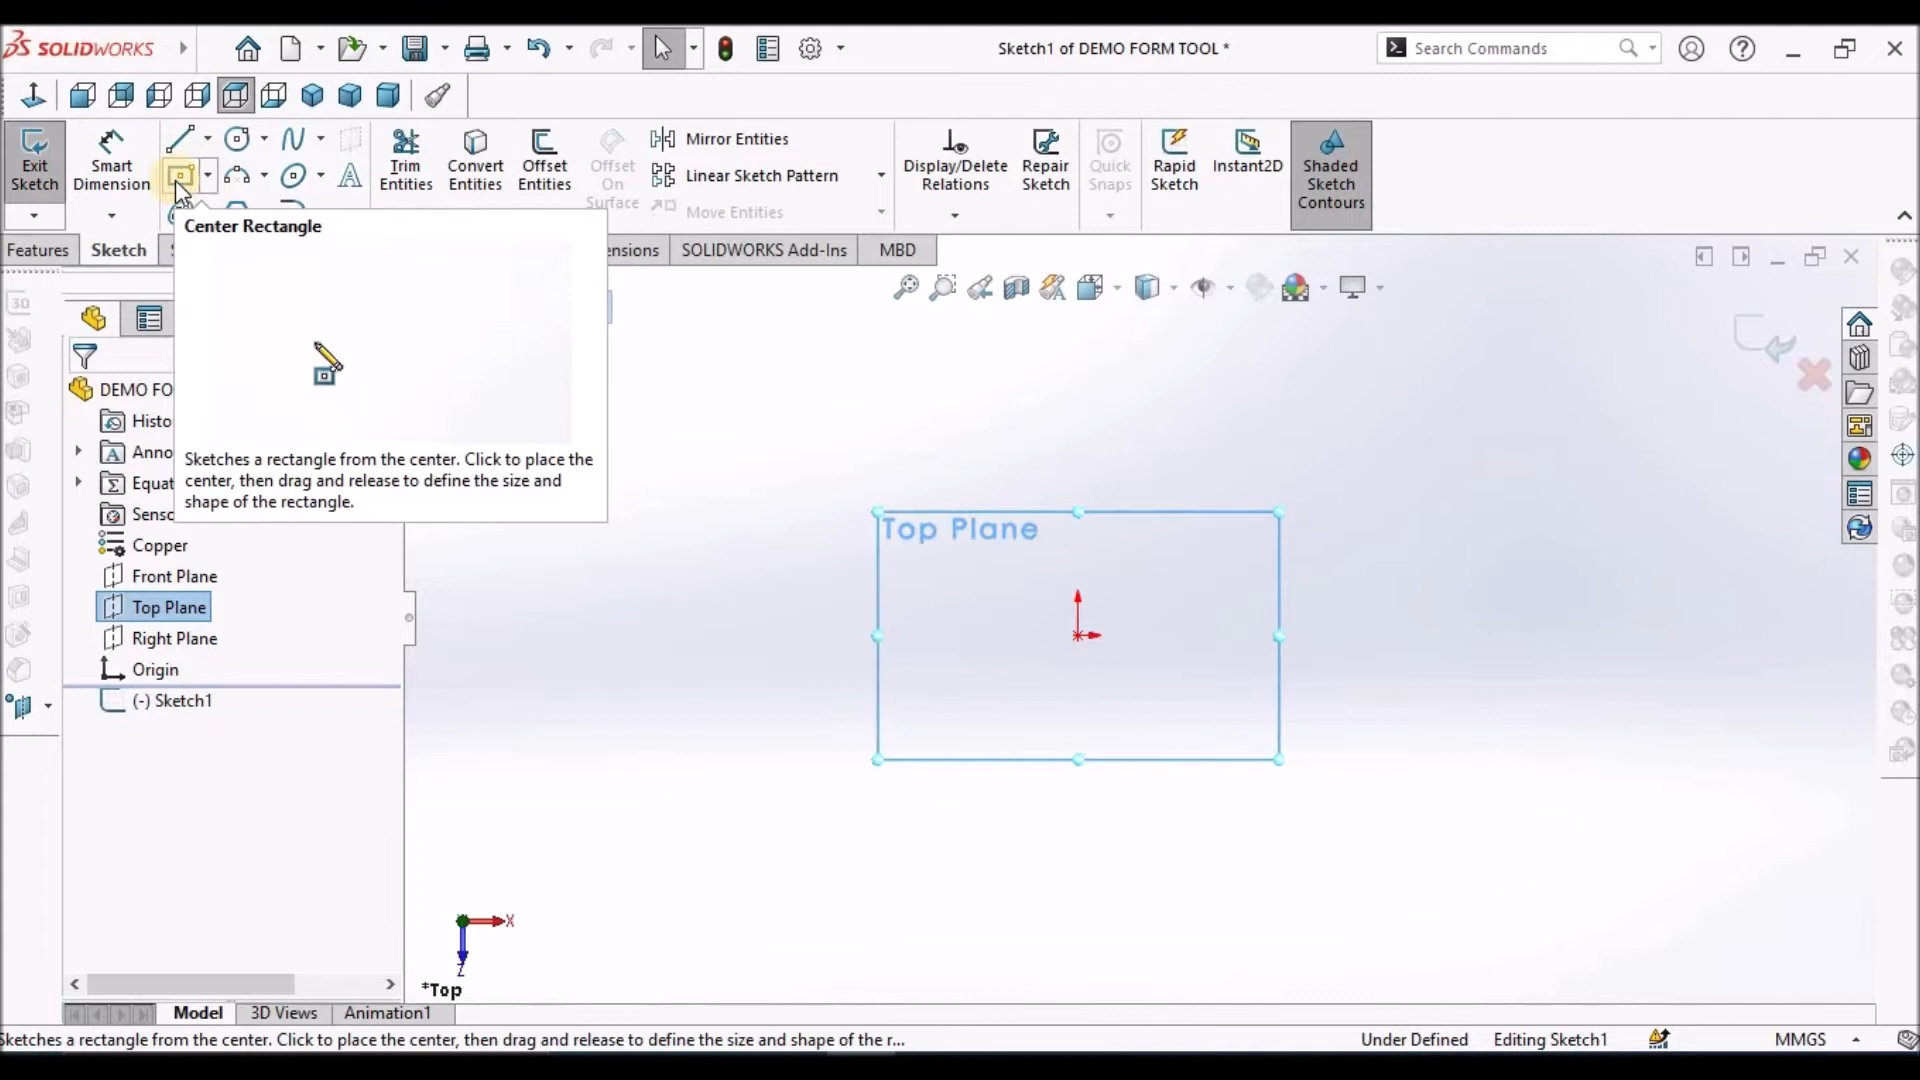 SOLIDWORKS
Sketch1 of DEMO FORM TOOL *
Search Commands
Exit Sketch
Smart Dimension
Trim Entities
Convert Entities
Offset Entities
Offset On Surface
Mirror Entities
Linear Sketch Pattern
Move Entities
Display/Delete Relations
Repair Sketch
Quick Snaps
Rapid Sketch
Instant2D
Shaded Sketch Contours
Features
Sketch
SOLIDWORKS Add-Ins
MBD
Center Rectangle
Sketches a rectangle from the center. Click to place the
center, then drag and release to define the size and
shape of the rectangle.
DEMO FO
Histo
Anno
Equat
Senso
Copper
Front Plane
Top Plane
Right Plane
Origin
(-) Sketch1
Top Plane
X
Z
*Top
Model
3D Views
Animation1
Sketches a rectangle from the center. Click to place the center, then drag and release to define the size and shape of the r...
Under Defined
Editing Sketch1
MMGS